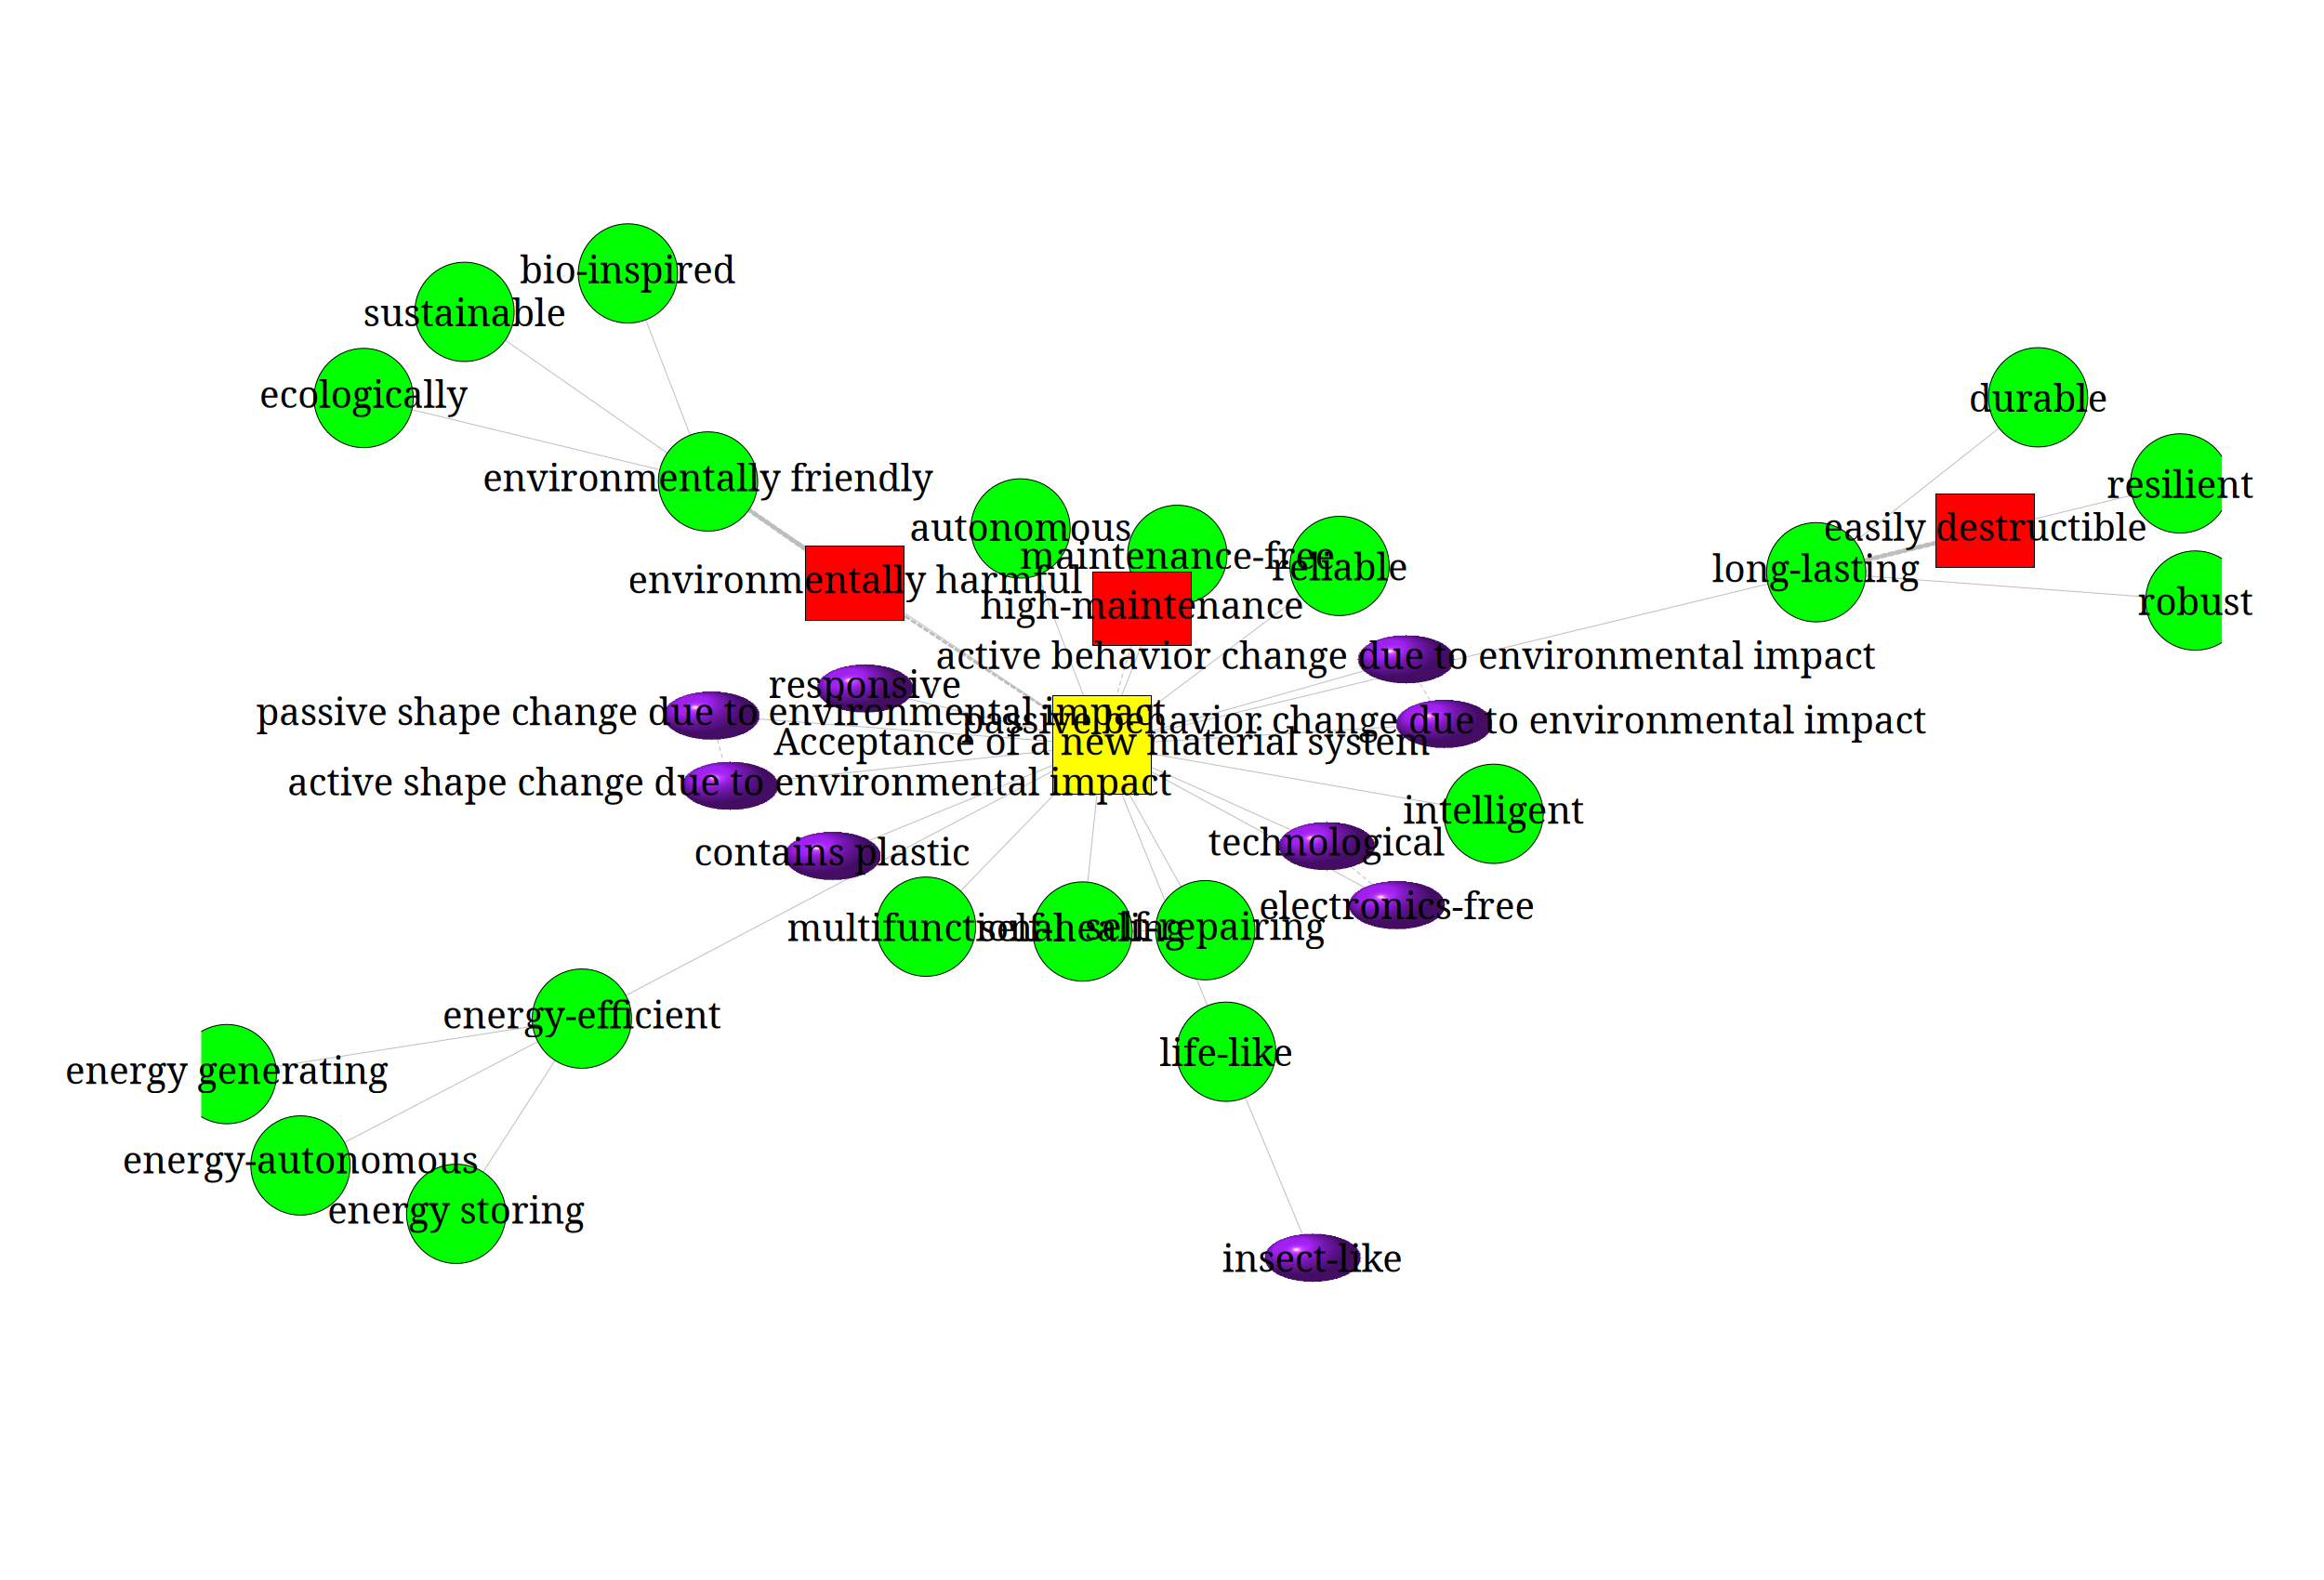 bio-inspired
sustainable
ecologically
durable
environmentally friendly
resilient
autonomous
easily destructible
maintenance-free
reliable
long-lasting
environmentally harmful
high-maintenance
robust
active behavior change due to environmental impact
responsive
passive shape change due to environmental impact
passive behavior change due to environmental impact
Acceptance of a new material system
active shape change due to environmental impact
intelligent
technological
contains plastic
electronics-free
multifunctional
self-healing
self-repairing
energy-efficient
life-like
energy generating
energy-autonomous
energy storing
insect-like